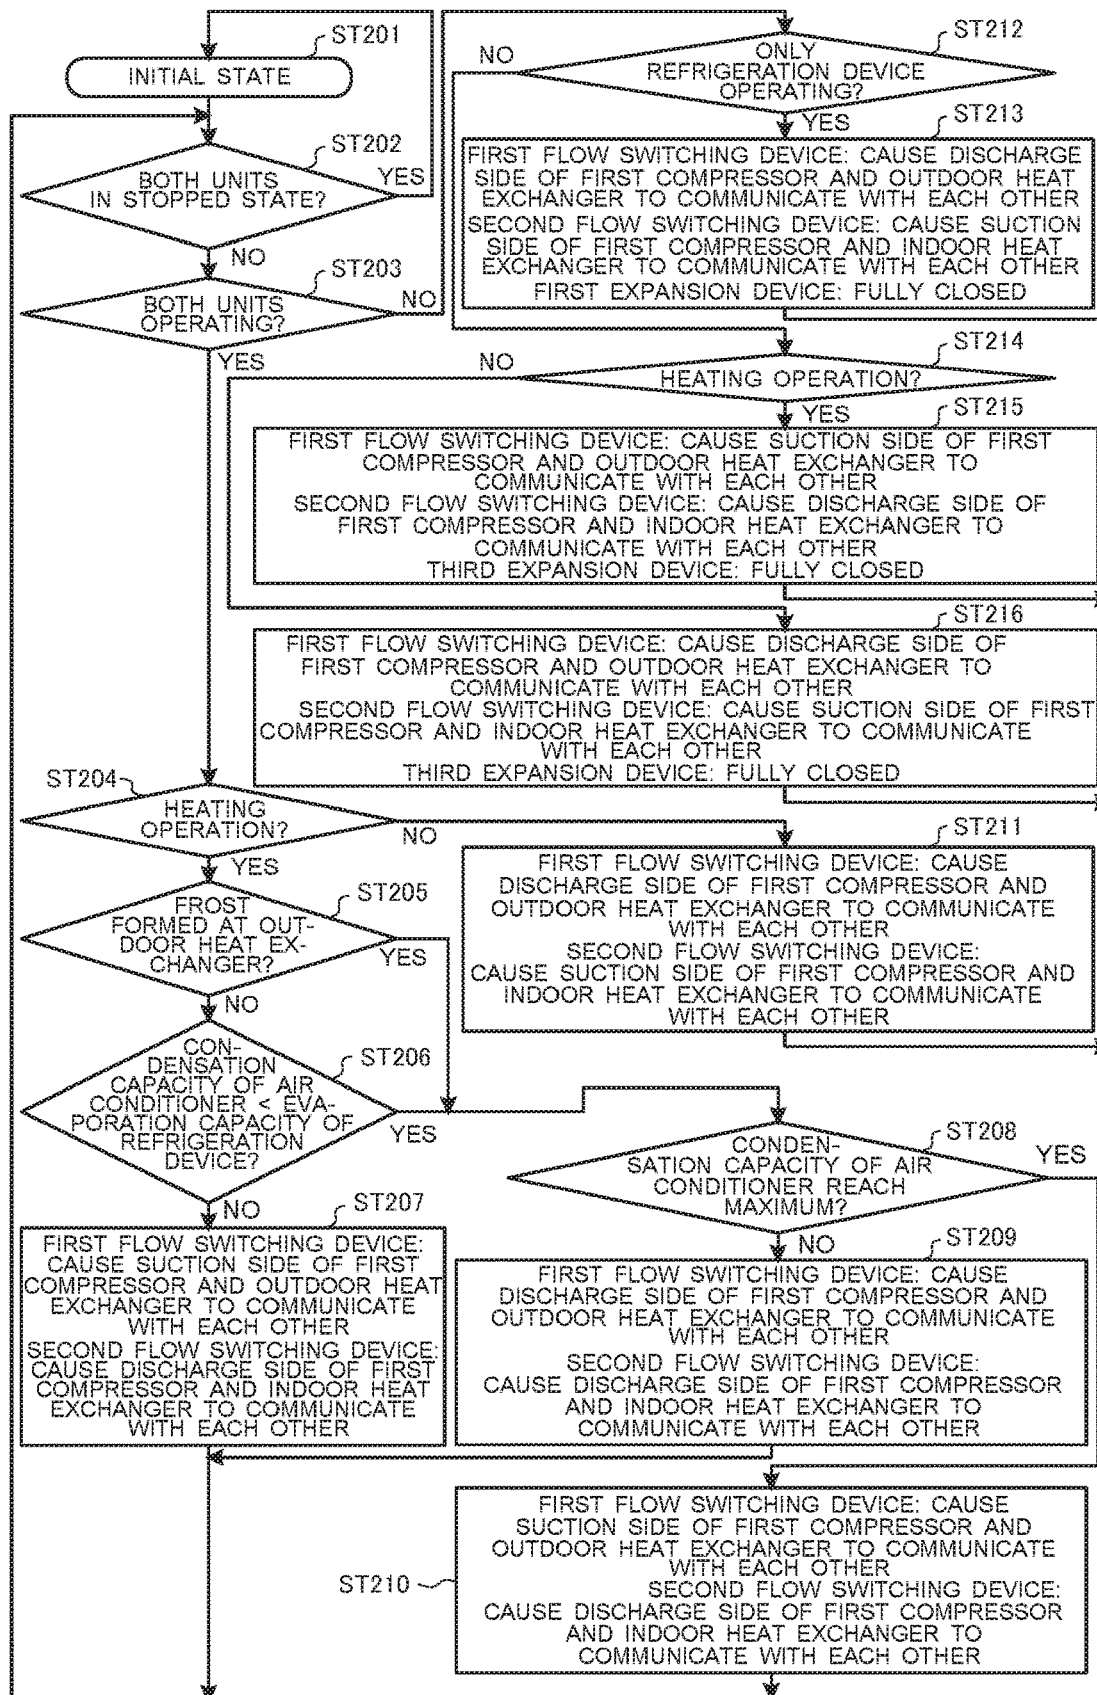 ST201
INITIAL STATE
ST202
BOTH UNITS
IN STOPPED STATE?
YES
NO
ST203
BOTH UNITS
OPERATING?
NO
YES
ST212
ONLY
REFRIGERATION DEVICE
OPERATING?
NO
YES
ST213
FIRST FLOW SWITCHING DEVICE: CAUSE DISCHARGE
SIDE OF FIRST COMPRESSOR AND OUTDOOR HEAT
EXCHANGER TO COMMUNICATE WITH EACH OTHER
SECOND FLOW SWITCHING DEVICE: CAUSE SUCTION
SIDE OF FIRST COMPRESSOR AND INDOOR HEAT
EXCHANGER TO COMMUNICATE WITH EACH OTHER
FIRST EXPANSION DEVICE: FULLY CLOSED
ST214
NO
HEATING OPERATION?
YES
ST215
FIRST FLOW SWITCHING DEVICE: CAUSE SUCTION SIDE OF FIRST
COMPRESSOR AND OUTDOOR HEAT EXCHANGER TO
COMMUNICATE WITH EACH OTHER
SECOND FLOW SWITCHING DEVICE: CAUSE DISCHARGE SIDE OF
FIRST COMPRESSOR AND INDOOR HEAT EXCHANGER TO
COMMUNICATE WITH EACH OTHER
THIRD EXPANSION DEVICE: FULLY CLOSED
ST216
FIRST FLOW SWITCHING DEVICE: CAUSE DISCHARGE SIDE OF
FIRST COMPRESSOR AND OUTDOOR HEAT EXCHANGER TO
COMMUNICATE WITH EACH OTHER
SECOND FLOW SWITCHING DEVICE: CAUSE SUCTION SIDE OF FIRST
COMPRESSOR AND INDOOR HEAT EXCHANGER TO COMMUNICATE
WITH EACH OTHER
THIRD EXPANSION DEVICE: FULLY CLOSED
ST204
HEATING
OPERATION?
NO
YES
ST211
FIRST FLOW SWITCHING DEVICE: CAUSE
DISCHARGE SIDE OF FIRST COMPRESSOR AND
OUTDOOR HEAT EXCHANGER TO COMMUNICATE
WITH EACH OTHER
SECOND FLOW SWITCHING DEVICE:
CAUSE SUCTION SIDE OF FIRST COMPRESSOR AND
INDOOR HEAT EXCHANGER TO COMMUNICATE
WITH EACH OTHER
ST205
FROST
FORMED AT OUT-
DOOR HEAT EX-
CHANGER?
YES
NO
ST206
CON-
DENSATION
CAPACITY OF AIR
CONDITIONER < EVA-
PORATION CAPACITY OF
REFRIGERATION
DEVICE?
YES
NO
ST208
CONDEN-
SATION CAPACITY OF AIR
CONDITIONER REACH
MAXIMUM?
YES
NO
ST207
FIRST FLOW SWITCHING DEVICE:
CAUSE SUCTION SIDE OF FIRST
COMPRESSOR AND OUTDOOR HEAT
EXCHANGER TO COMMUNICATE
WITH EACH OTHER
SECOND FLOW SWITCHING DEVICE:
CAUSE DISCHARGE SIDE OF FIRST
COMPRESSOR AND INDOOR HEAT
EXCHANGER TO COMMUNICATE
WITH EACH OTHER
ST209
FIRST FLOW SWITCHING DEVICE: CAUSE
DISCHARGE SIDE OF FIRST COMPRESSOR AND
OUTDOOR HEAT EXCHANGER TO COMMUNICATE
WITH EACH OTHER
SECOND FLOW SWITCHING DEVICE:
CAUSE DISCHARGE SIDE OF FIRST COMPRESSOR
AND INDOOR HEAT EXCHANGER TO
COMMUNICATE WITH EACH OTHER
ST210
FIRST FLOW SWITCHING DEVICE: CAUSE
SUCTION SIDE OF FIRST COMPRESSOR AND
OUTDOOR HEAT EXCHANGER TO COMMUNICATE
WITH EACH OTHER
SECOND FLOW SWITCHING DEVICE:
CAUSE DISCHARGE SIDE OF FIRST COMPRESSOR
AND INDOOR HEAT EXCHANGER TO
COMMUNICATE WITH EACH OTHER